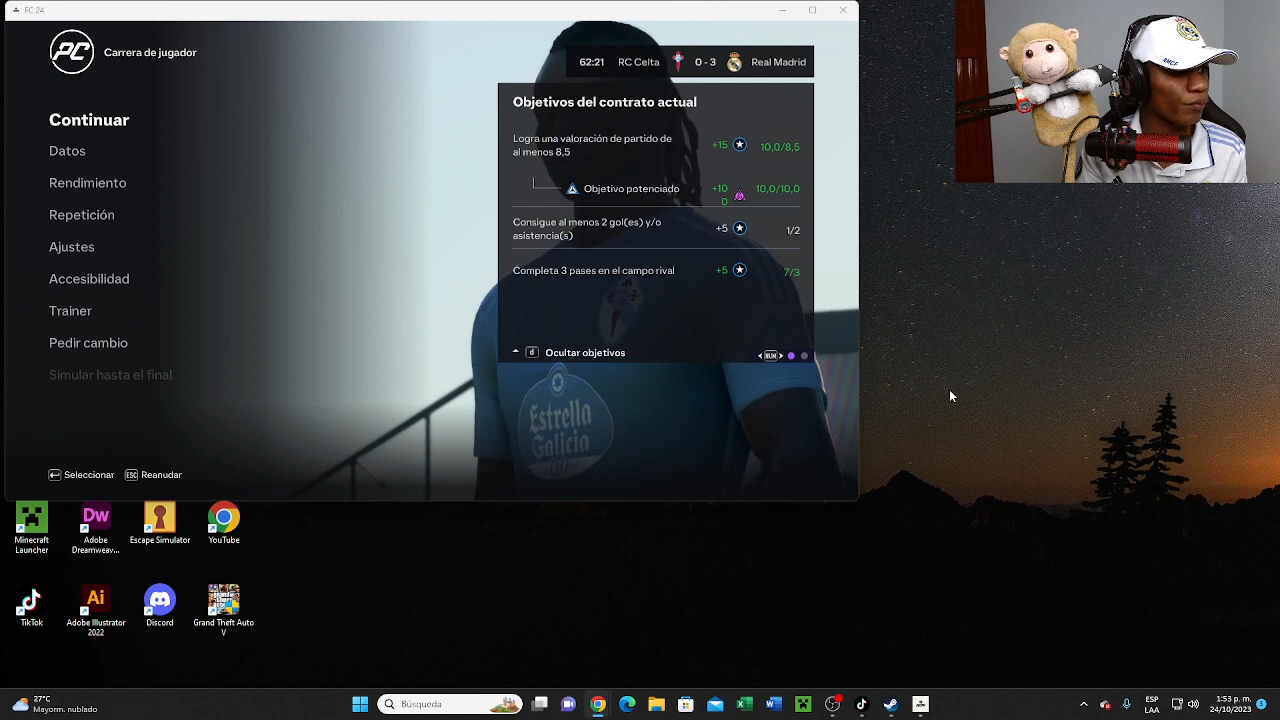 FC 24
PC Carrera de jugador
62:21 RC Celta 0 - 3 Real Madrid
Continuar
Datos
Rendimiento
Repetición
Ajustes
Accesibilidad
Trainer
Pedir cambio
Simular hasta el final
Seleccionar ESC Reanudar
Objetivos del contrato actual
Logra una valoración de partido de
al menos 8,5
+15 10,0/8,5
Objetivo potenciado
+10
0
10,0/10,0
Consigue al menos 2 gol(es) y/o
asistencia(s)
+5 1/2
Completa 3 pases en el campo rival +5 7/3
d Ocultar objetivos NUM
Estrella
Galicia
RMCF
Minecraft
Launcher
Dw
Adobe
Dreamweav...
Escape Simulator
YouTube
TikTok
Ai
Adobe Illustrator
2022
Discord
Grand Theft Auto
V
27°C
Mayorm. nublado
Búsqueda
ESP
LAA
1:53 p. m.
24/10/2023
3